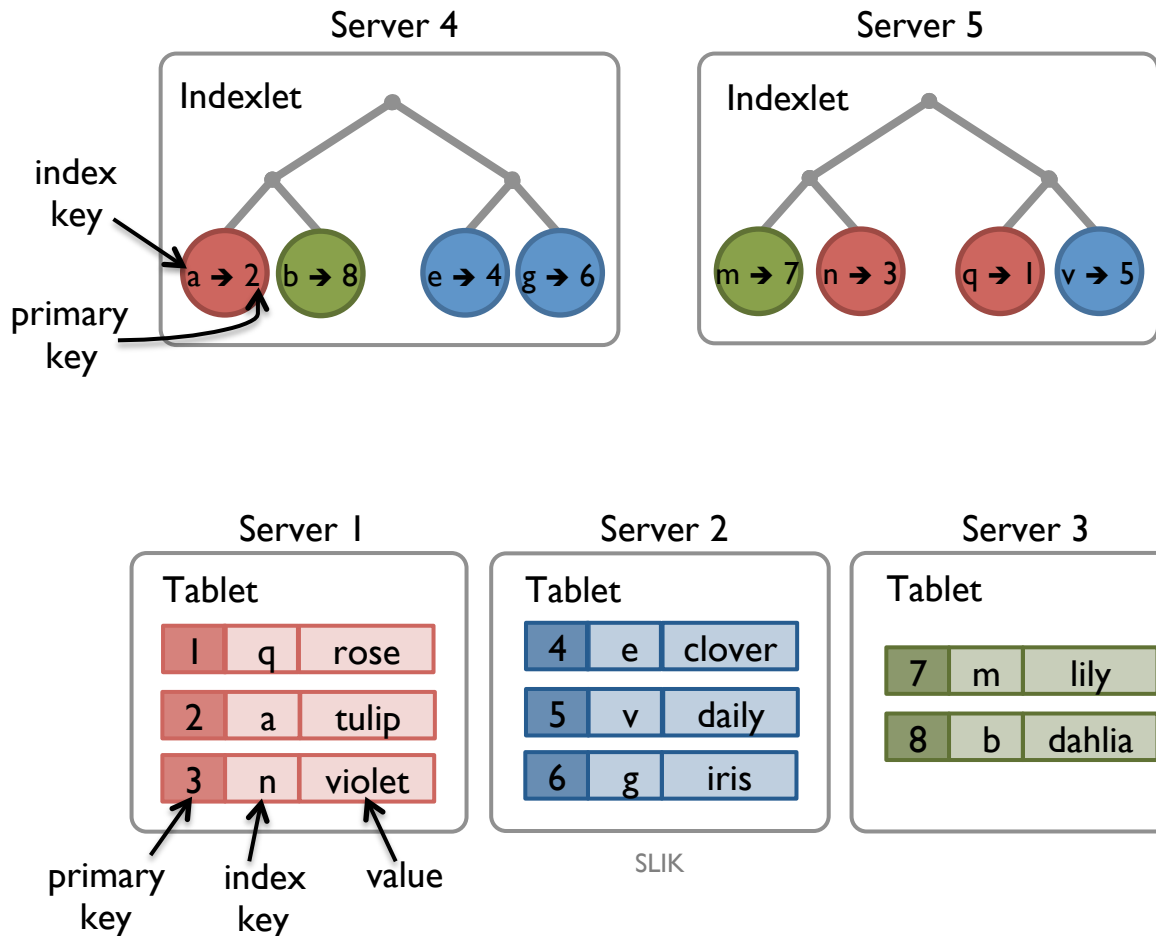 Server 4
Server 5
Indexlet
Indexlet
index
key
primary
key
a ➔ 2
b ➔ 8
e ➔ 4
g ➔ 6
m ➔ 7
n ➔ 3
q ➔ 1
v ➔ 5
Server 1
Server 2
Server 3
Tablet
1 q rose
2 a tulip
3 n violet
Tablet
4 e clover
5 v daily
6 g iris
Tablet
7 m lily
8 b dahlia
primary
key
index
key
value
SLIK